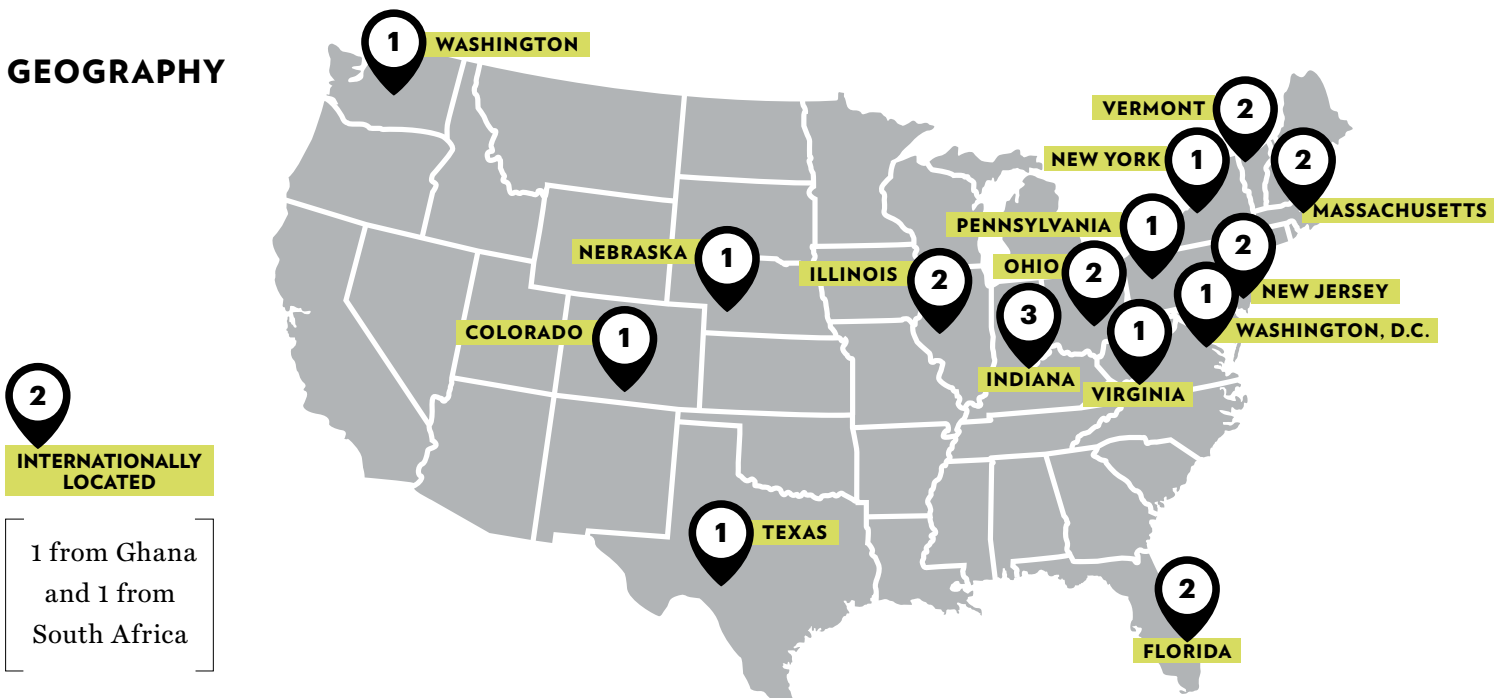 GEOGRAPHY
1
WASHINGTON
VERMONT
2
NEW YORK
1
2
MASSACHUSETTS
PENNSYLVANIA
1
NEBRASKA
1
ILLINOIS
2
OHIO
2
2
NEW JERSEY
1
WASHINGTON, D.C.
COLORADO
1
3
INDIANA
1
VIRGINIA
2
INTERNATIONALLY
LOCATED
1 from Ghana
and 1 from
South Africa
1
TEXAS
2
FLORIDA